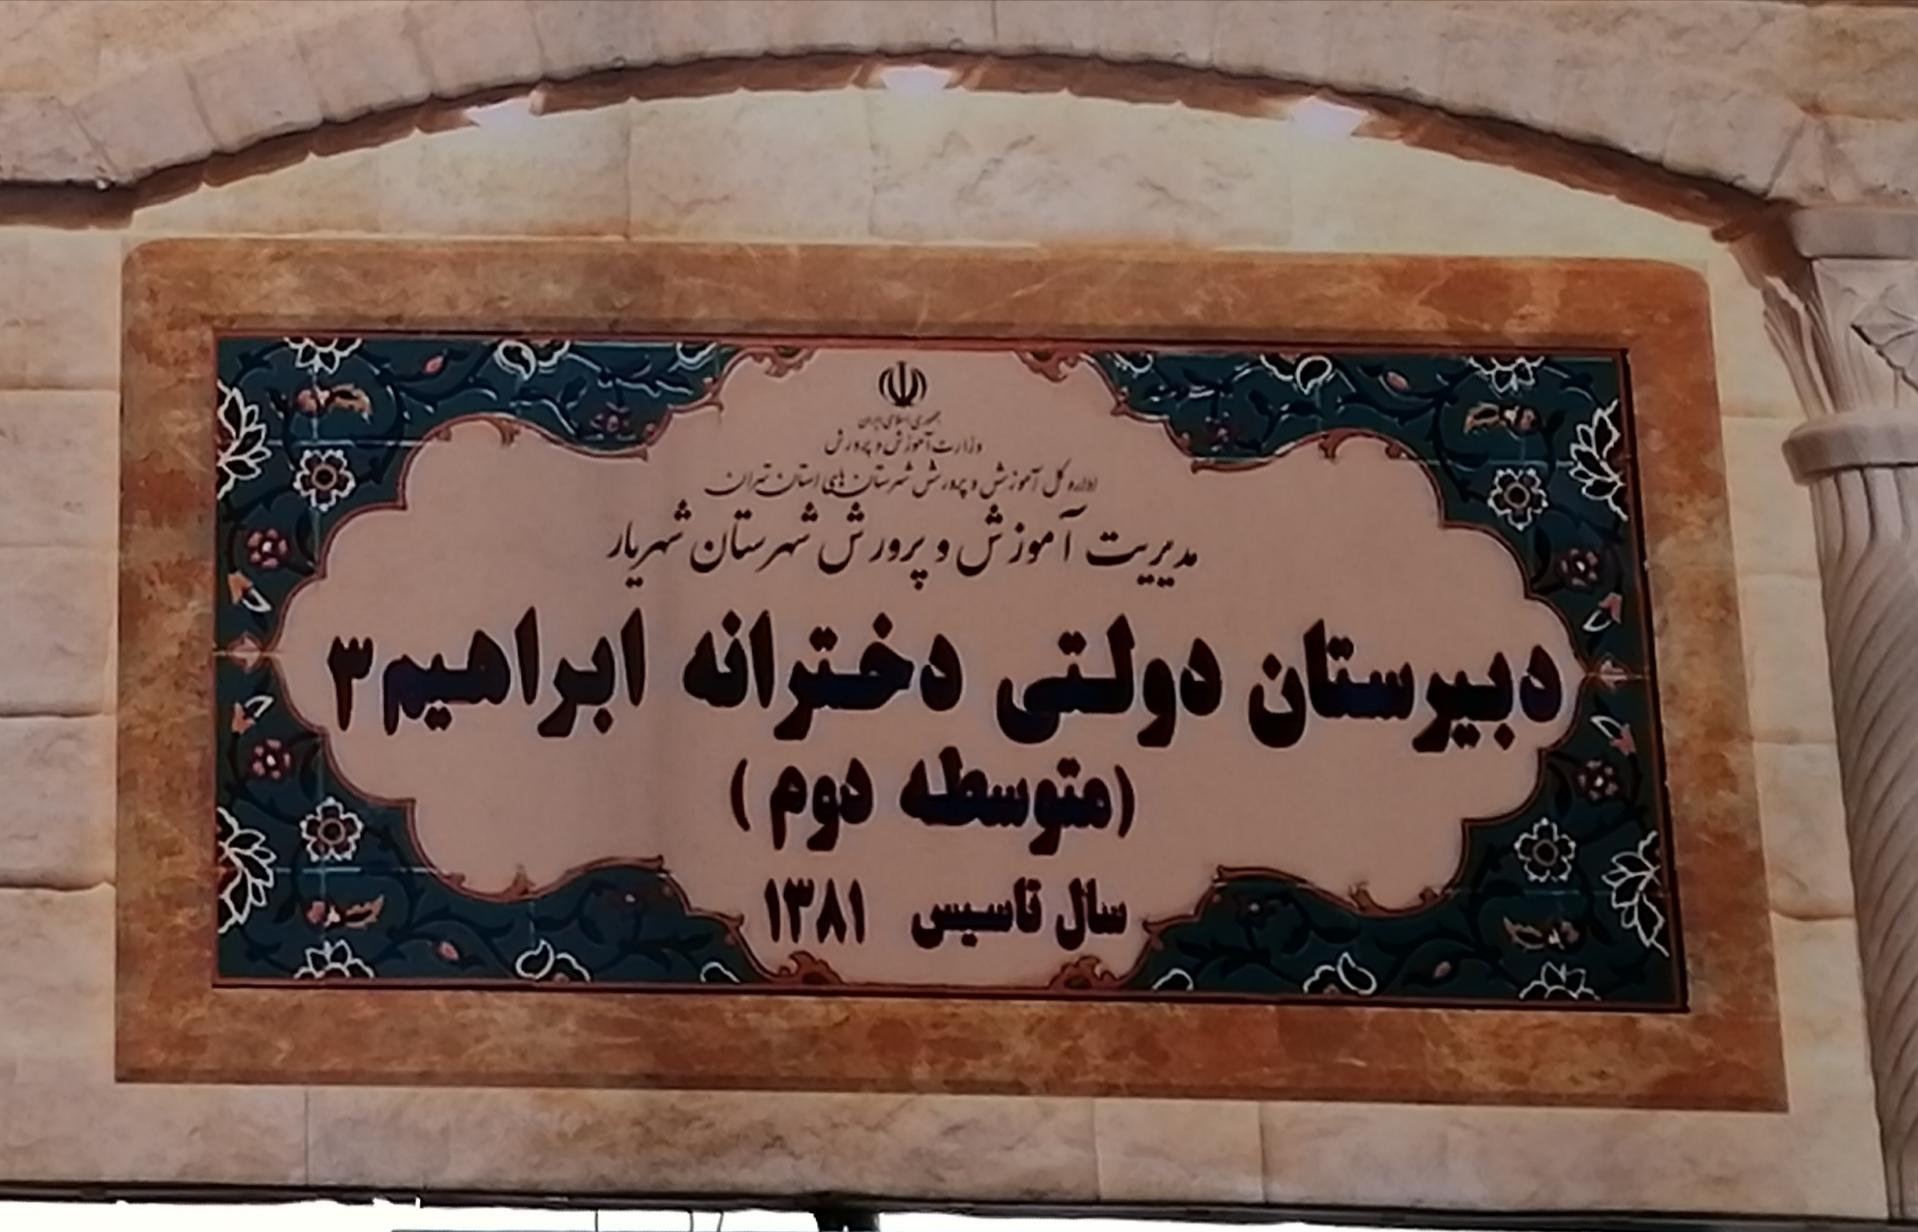 جمهوری اسلامی ایران
وزارت آموزش و پرورش
اداره کل آموزش و پرورش شهرستان های استان تهران
مدیریت آموزش و پرورش شهرستان شهریار
دبیرستان دولتی دخترانه ابراهیم۳
(متوسطه دوم )
سال تاسیس ۱۳۸۱